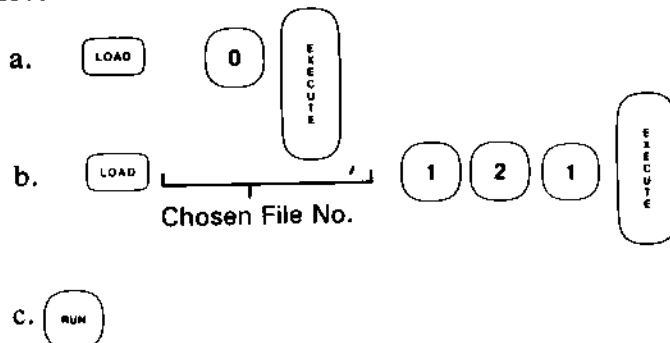 a. LOAD 0 EXECUTE
b. LOAD , 1 2 1 EXECUTE
Chosen File No.
c. RUN